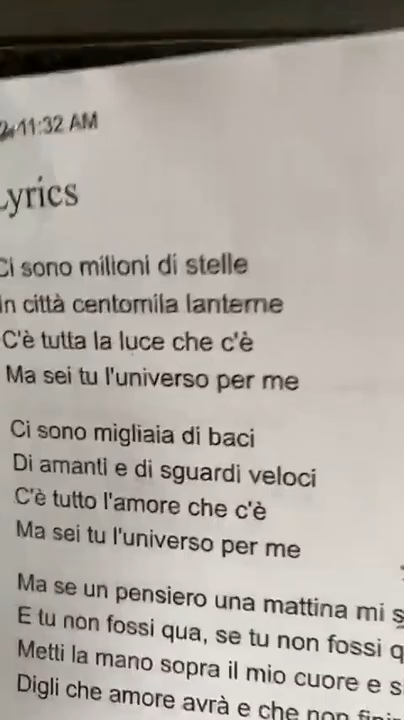 11:32 AM
Lyrics
Ci sono milioni di stelle
In città centomila lanterne
C'è tutta la luce che c'è
Ma sei tu l'universo per me
Ci sono migliaia di baci
Di amanti e di sguardi veloci
C'è tutto l'amore che c'è
Ma sei tu l'universo per me
Ma se un pensiero una mattina mi
E tu non fossi qua, se tu non fossi
Metti la mano sopra il mio cuore e
Digli che amore avrà e che non